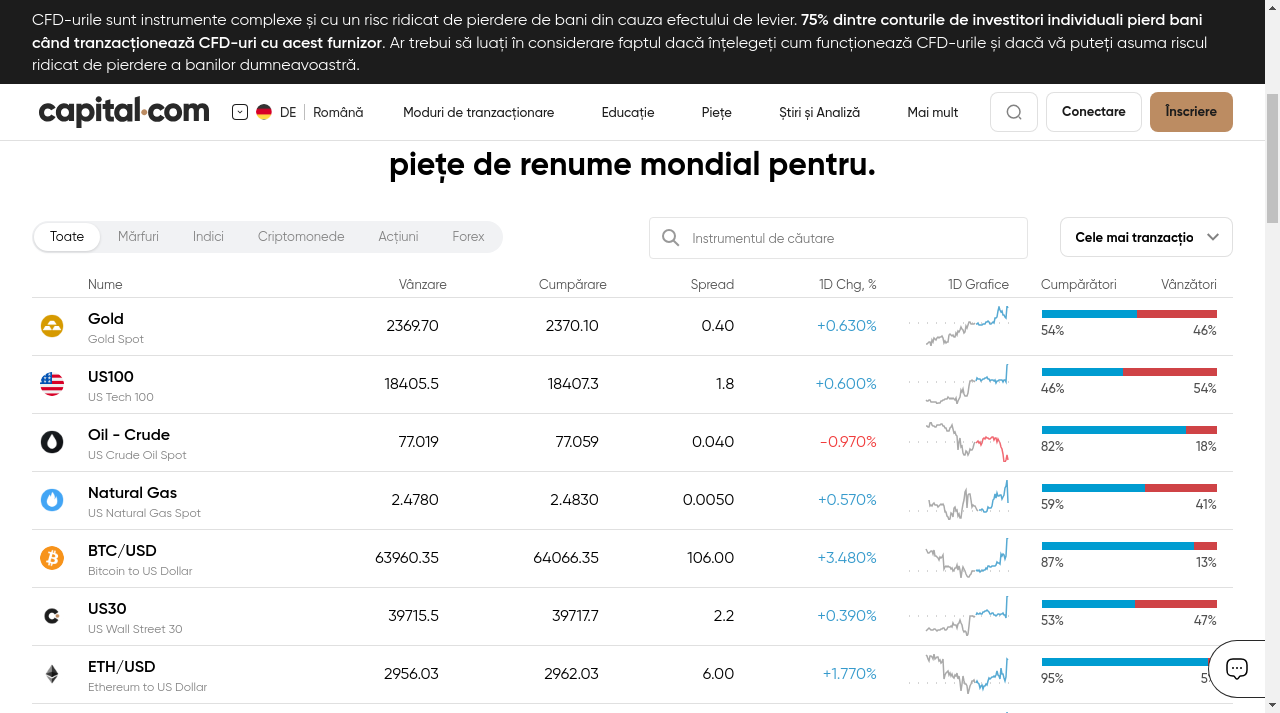 CFD-urile sunt instrumente complexe și cu un risc ridicat de pierdere de bani din cauza efectului de levier. 75% dintre conturile de investitori individuali pierd bani
când tranzacționează CFD-uri cu acest furnizor. Ar trebui să luați în considerare faptul dacă înțelegeți cum funcționează CFD-urile și dacă vă puteți asuma riscul
ridicat de pierdere a banilor dumneavoastră.
capital.com DE Română Moduri de tranzacționare Educație Piețe Știri și Analiză Mai mult Conectare Înscriere
piețe de renume mondial pentru.
Toate Mărfuri Indici Criptomonede Acțiuni Forex Instrumentul de căutare Cele mai tranzacțio
Nume Vânzare Cumpărare Spread 1D Chg, % 1D Grafice Cumpărători Vânzători
Gold 2369.70 2370.10 0.40 +0.630% 54% 46%
Gold Spot
US100 18405.5 18407.3 1.8 +0.600% 46% 54%
US Tech 100
Oil - Crude 77.019 77.059 0.040 -0.970% 82% 18%
US Crude Oil Spot
Natural Gas 2.4780 2.4830 0.0050 +0.570% 59% 41%
US Natural Gas Spot
BTC/USD 63960.35 64066.35 106.00 +3.480% 87% 13%
Bitcoin to US Dollar
US30 39715.5 39717.7 2.2 +0.390% 53% 47%
US Wall Street 30
ETH/USD 2956.03 2962.03 6.00 +1.770% 95%
Ethereum to US Dollar